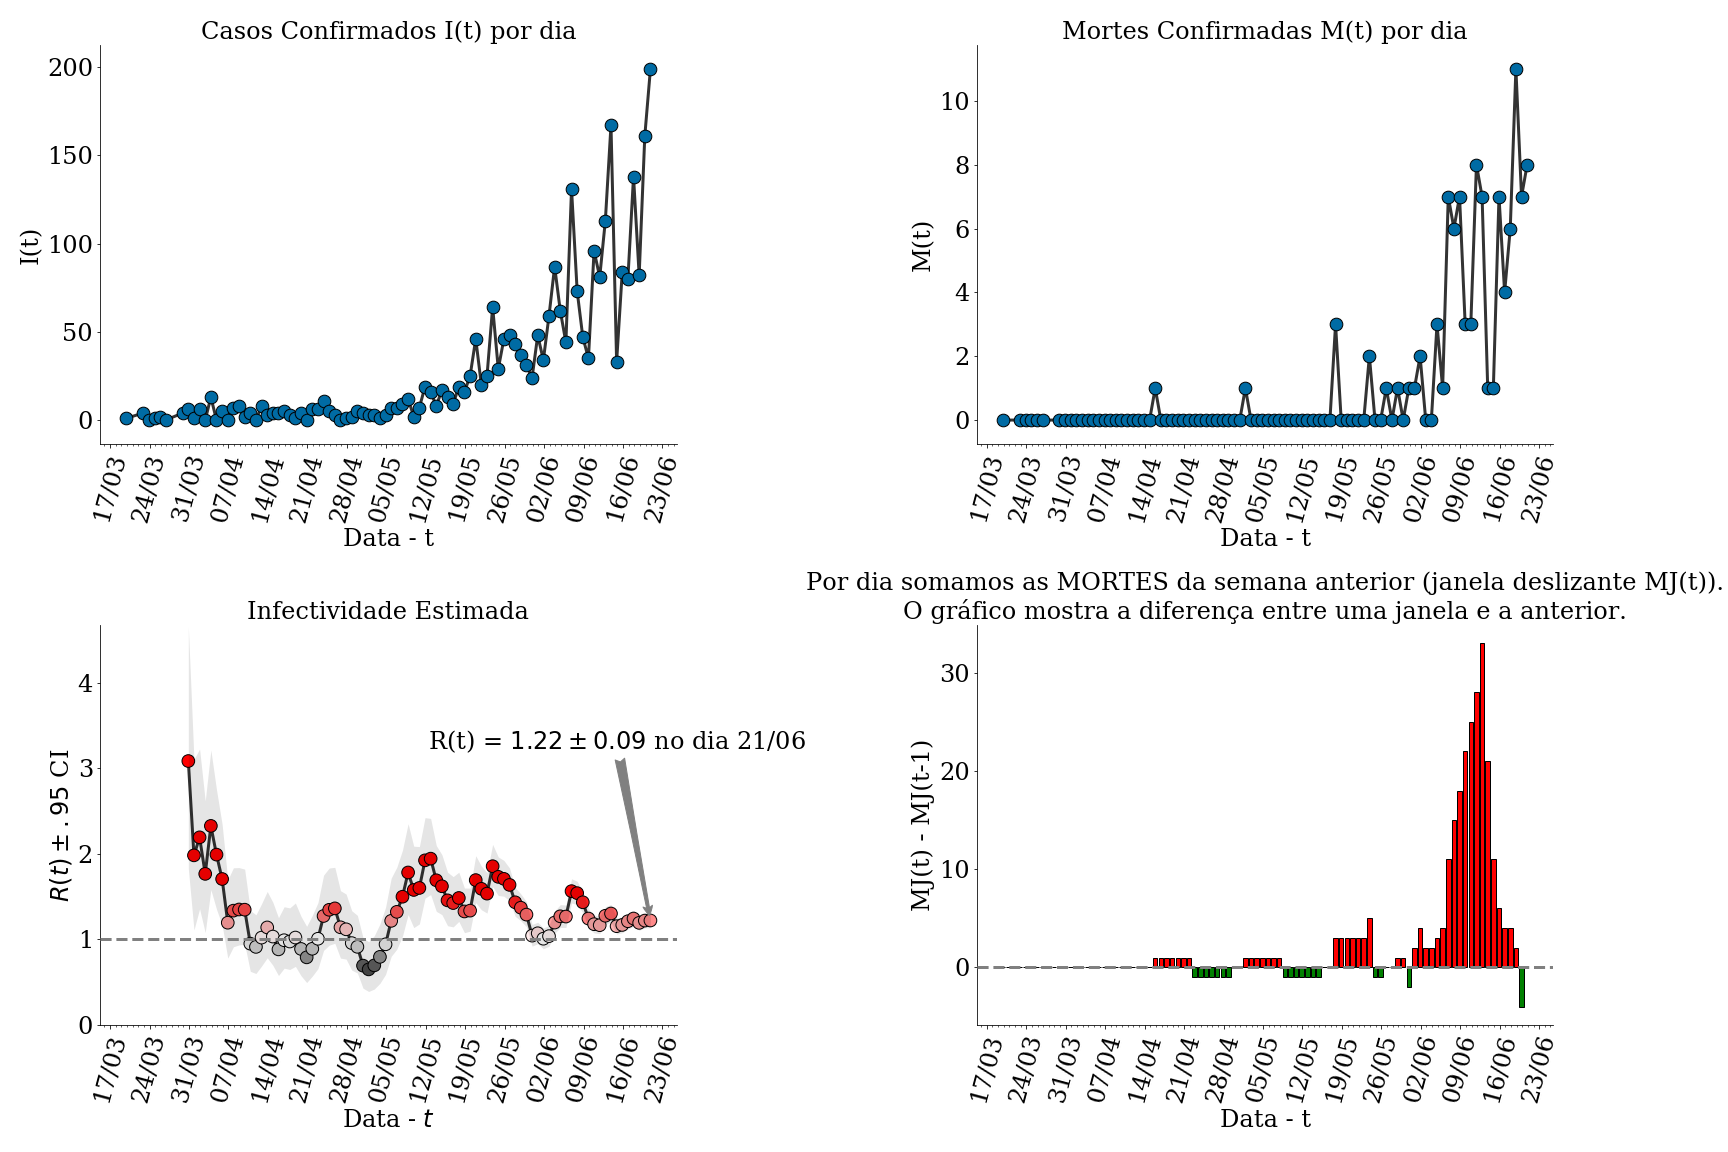 Casos Confirmados I(t) por dia
I(t)
200
150
100
50
0
17/03 24/03 31/03 07/04 14/04 21/04 28/04 05/05 12/05 19/05 26/05 02/06 09/06 16/06 23/06
Data - t
Mortes Confirmadas M(t) por dia
M(t)
10
8
6
4
2
0
17/03 24/03 31/03 07/04 14/04 21/04 28/04 05/05 12/05 19/05 26/05 02/06 09/06 16/06 23/06
Data - t
Infectividade Estimada
R(t) ± .95 CI
4
3
2
1
0
R(t) = 1.22 ± 0.09 no dia 21/06
17/03 24/03 31/03 07/04 14/04 21/04 28/04 05/05 12/05 19/05 26/05 02/06 09/06 16/06 23/06
Data - t
Por dia somamos as MORTES da semana anterior (janela deslizante MJ(t)).
O gráfico mostra a diferença entre uma janela e a anterior.
MJ(t) - MJ(t-1)
30
20
10
0
17/03 24/03 31/03 07/04 14/04 21/04 28/04 05/05 12/05 19/05 26/05 02/06 09/06 16/06 23/06
Data - t